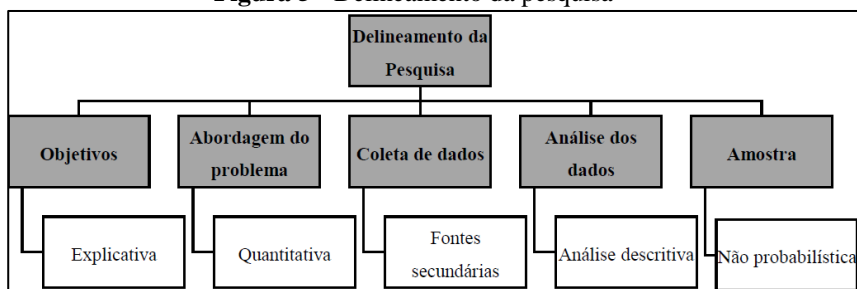 Delineamento da
Pesquisa
Objetivos
Abordagem do
problema
Coleta de dados
Análise dos
dados
Amostra
Explicativa
Quantitativa
Fontes
secundárias
Análise descritiva
Não probabilística